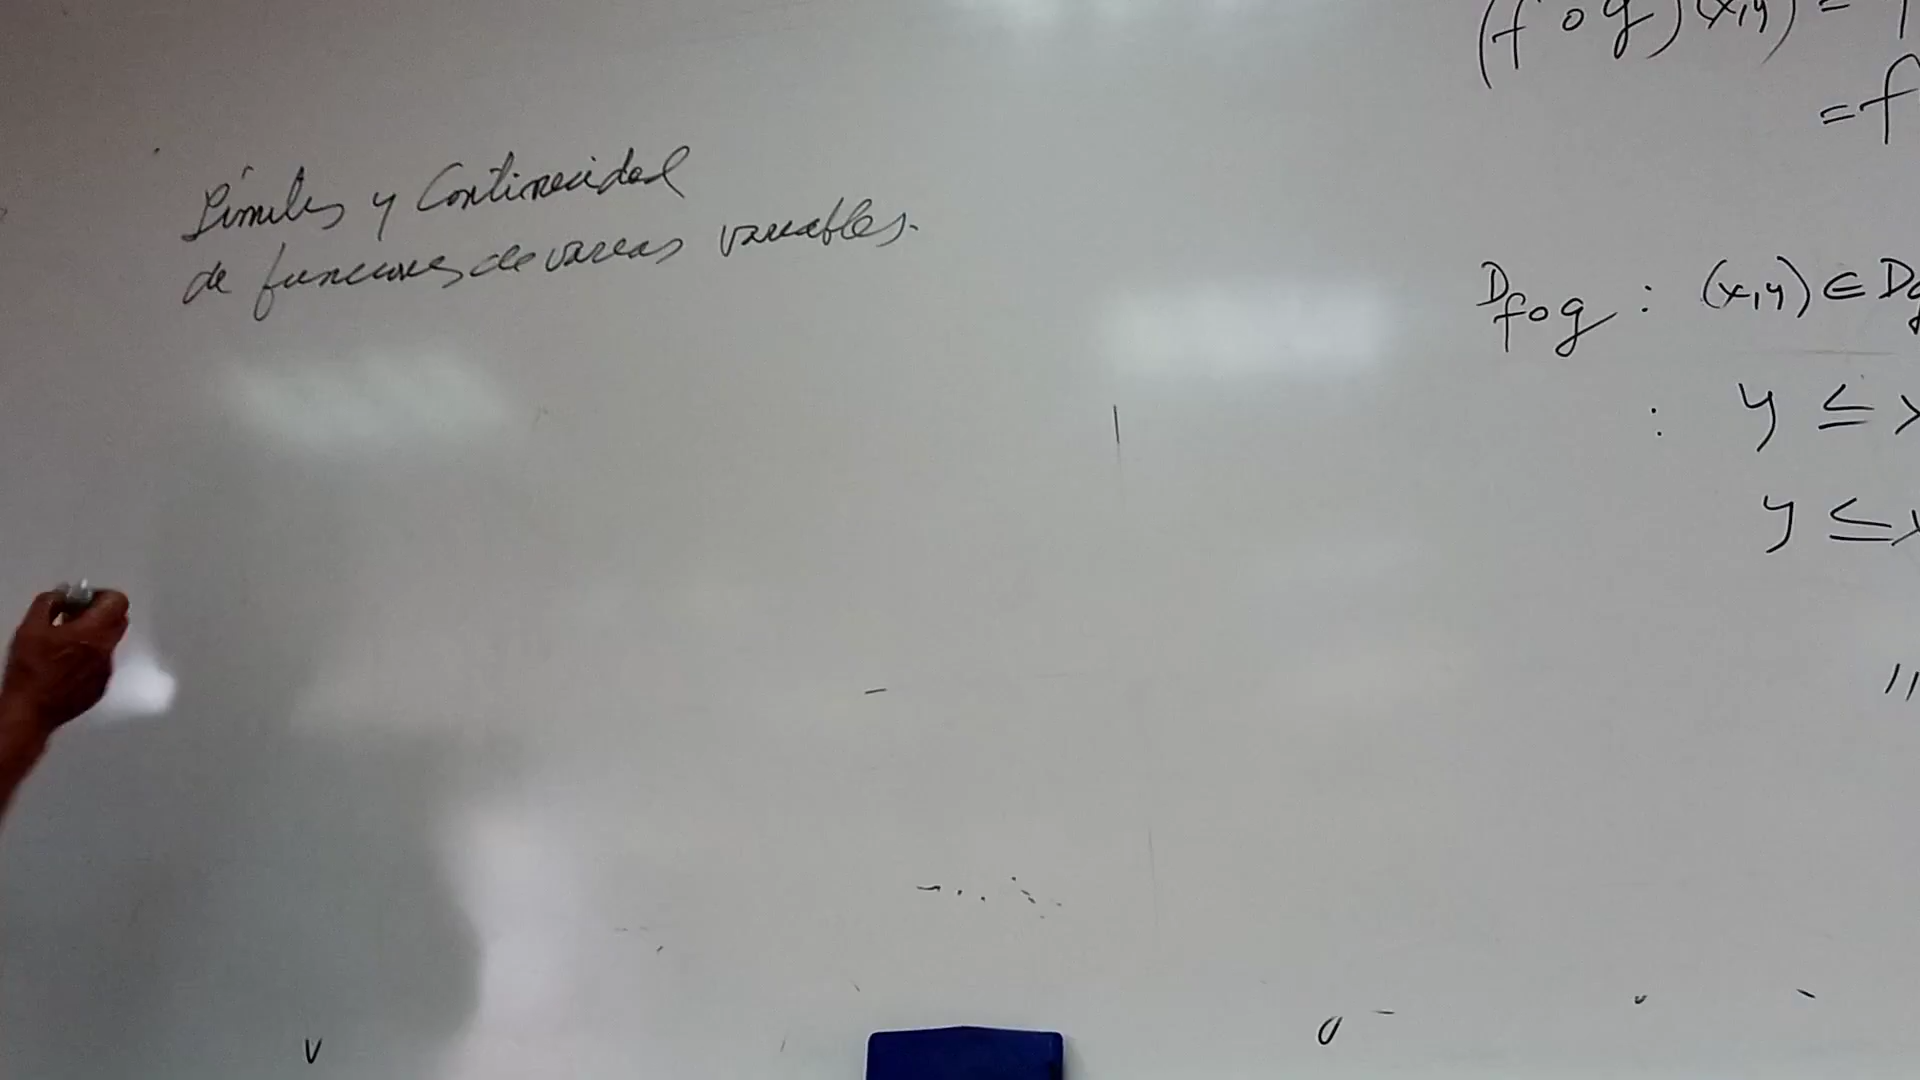 Límites y Continuidad
de funciones de varias variables.
(f o g)(x,y) =
= f
D f o g : (x,y) ∈ D
: y ≤ x
y ≤ x
"